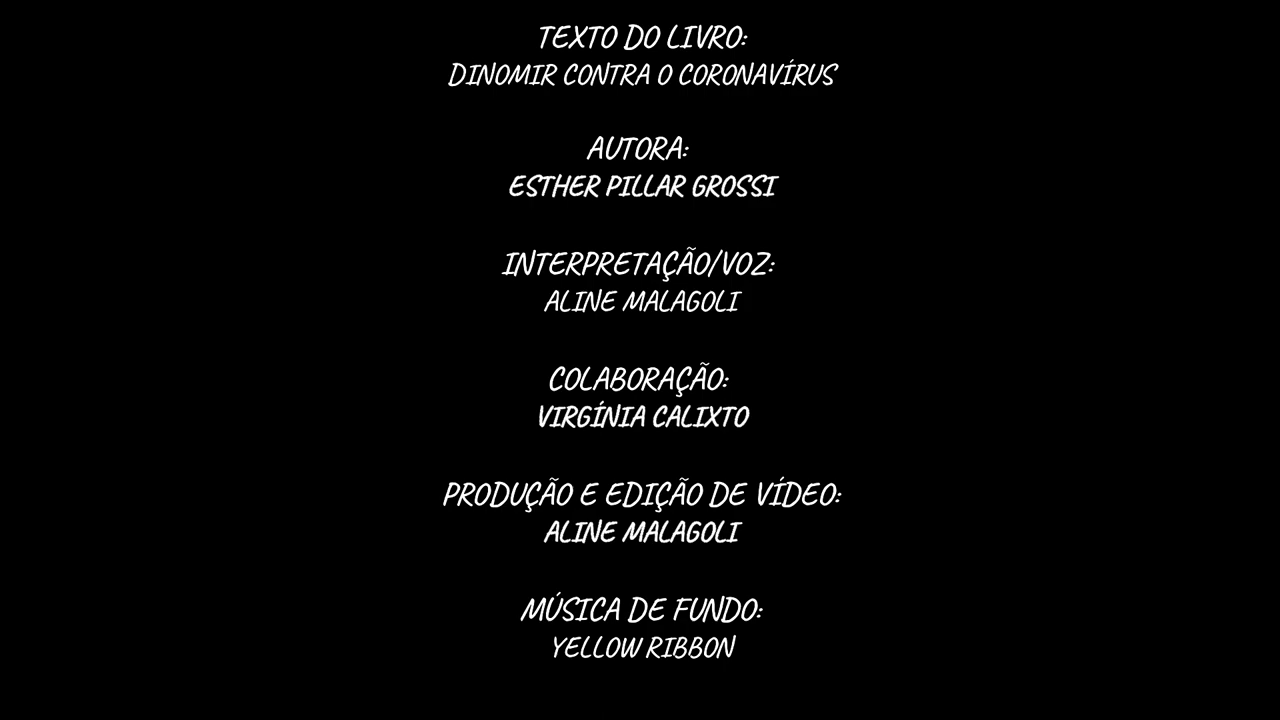 TEXTO DO LIVRO:
DINOMIR CONTRA O CORONAVÍRUS
AUTORA:
ESTHER PILLAR GROSSI
INTERPRETAÇÃO/VOZ:
ALINE MALAGOLI
COLABORAÇÃO:
VIRGÍNIA CALIXTO
PRODUÇÃO E EDIÇÃO DE VÍDEO:
ALINE MALAGOLI
MÚSICA DE FUNDO:
YELLOW RIBBON